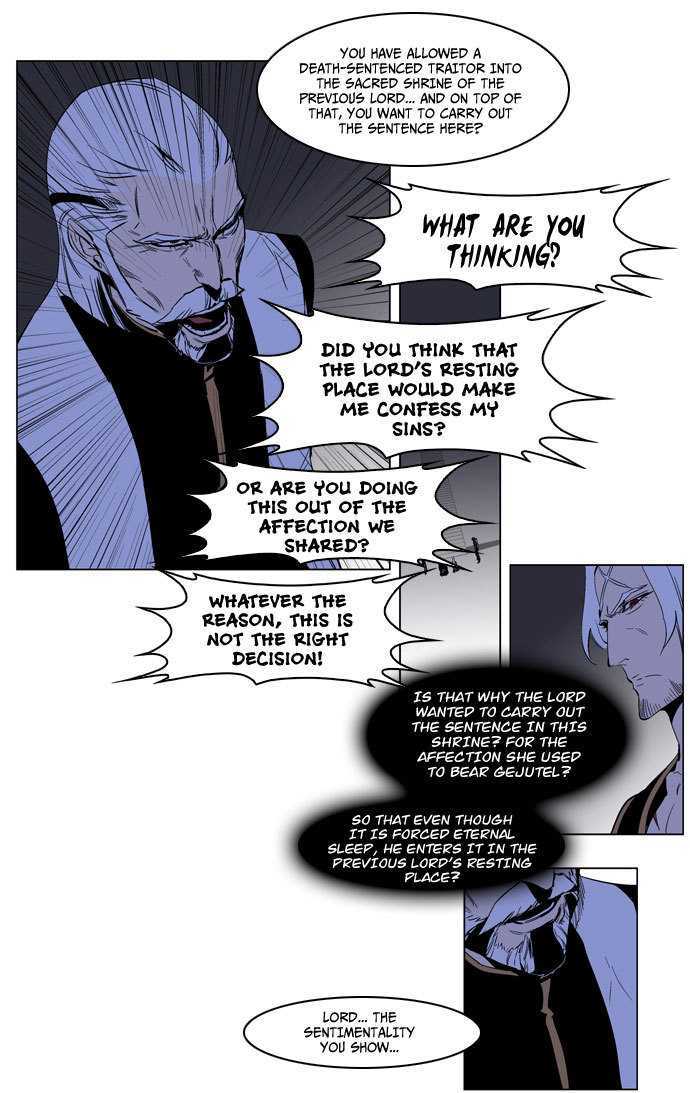 YOU HAVE ALLOWED A
DEATH-SENTENCED TRAITOR INTO
THE SACRED SHRINE OF THE
PREVIOUS LORD... AND ON TOP OF
THAT, YOU WANT TO CARRY OUT
THE SENTENCE HERE?
WHAT ARE YOU
THINKING?
DID YOU THINK THAT
THE LORD'S RESTING
PLACE WOULD MAKE
ME CONFESS MY
SINS?
OR ARE YOU DOING
THIS OUT OF THE
AFFECTION WE
SHARED?
WHATEVER THE
REASON, THIS IS
NOT THE RIGHT
DECISION!
IS THAT WHY THE LORD
WANTED TO CARRY OUT
THE SENTENCE IN THIS
SHRINE? FOR THE
AFFECTION SHE USED
TO BEAR GEJUTEL?
SO THAT EVEN THOUGH
IT IS FORCED ETERNAL
SLEEP, HE ENTERS IT IN THE
PREVIOUS LORD'S RESTING
PLACE?
LORD... THE
SENTIMENTALITY
YOU SHOW...